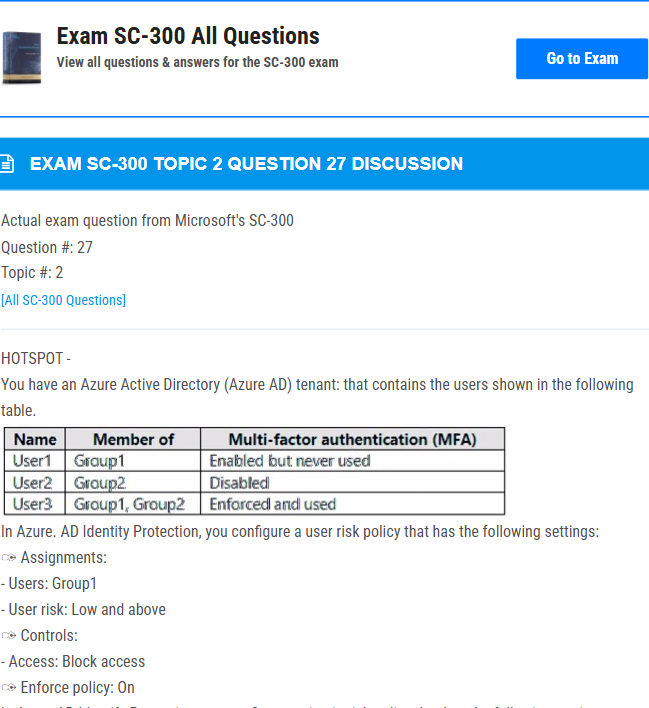 Exam SC-300 All Questions
View all questions & answers for the SC-300 exam
Go to Exam
EXAM SC-300 TOPIC 2 QUESTION 27 DISCUSSION
Actual exam question from Microsoft's SC-300
Question #: 27
Topic #: 2
[All SC-300 Questions]
HOTSPOT -
You have an Azure Active Directory (Azure AD) tenant: that contains the users shown in the following
table.
Name Member of Multi-factor authentication (MFA)
User1 Group1 Enabled but never used
User2 Group2 Disabled
User3 Group1, Group2 Enforced and used
In Azure. AD Identity Protection, you configure a user risk policy that has the following settings:
Assignments:
- Users: Group1
- User risk: Low and above
Controls:
- Access: Block access
Enforce policy: On